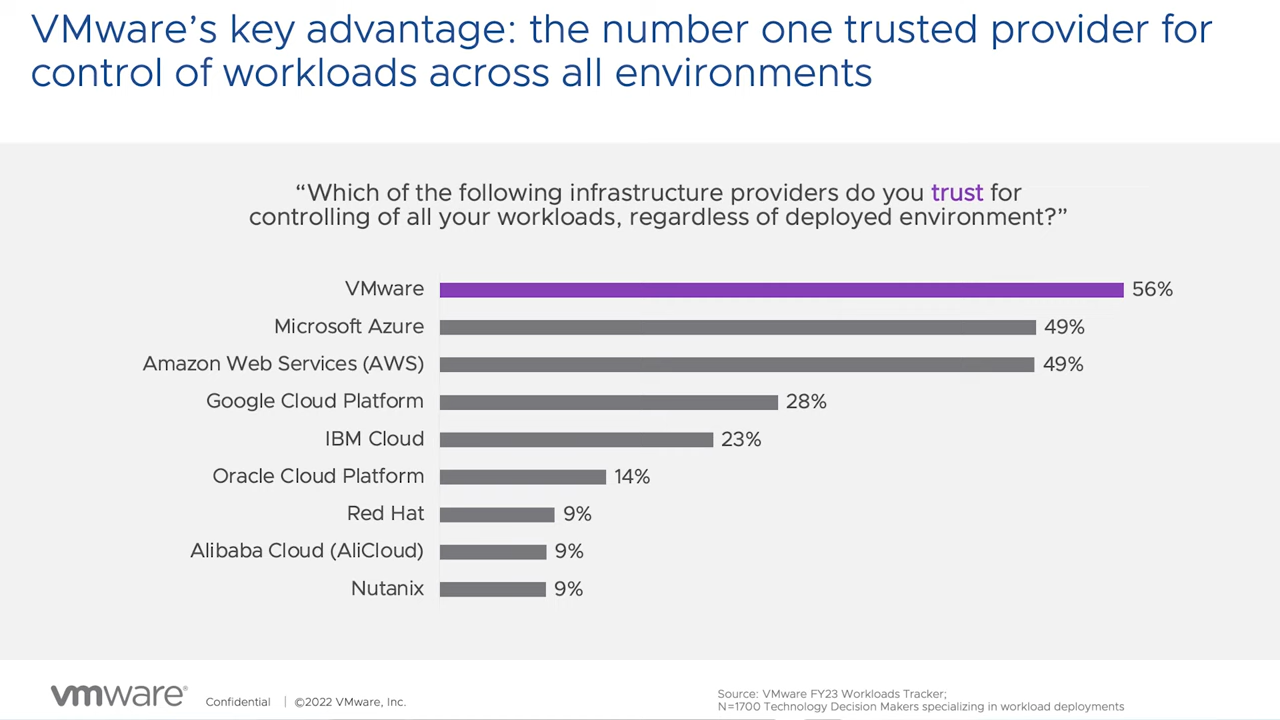 VMware’s key advantage: the number one trusted provider for
control of workloads across all environments
“Which of the following infrastructure providers do you trust for
controlling of all your workloads, regardless of deployed environment?”
VMware 56%
Microsoft Azure 49%
Amazon Web Services (AWS) 49%
Google Cloud Platform 28%
IBM Cloud 23%
Oracle Cloud Platform 14%
Red Hat 9%
Alibaba Cloud (AliCloud) 9%
Nutanix 9%
vmware® Confidential | ©2022 VMware, Inc.
Source: VMware FY23 Workloads Tracker;
N=1700 Technology Decision Makers specializing in workload deployments